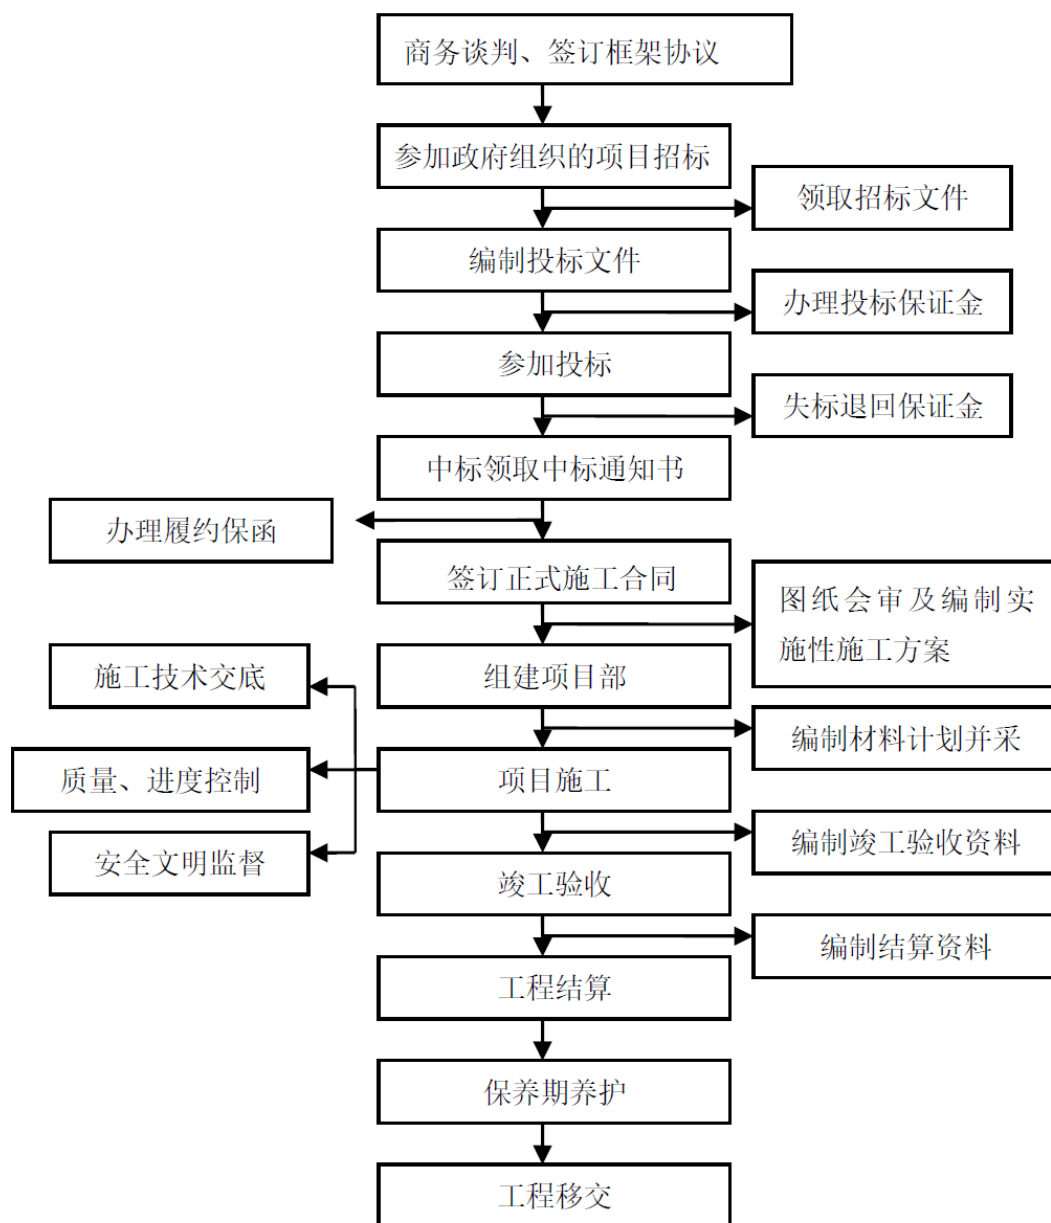 商务谈判、签订框架协议
参加政府组织的项目招标
领取招标文件
编制投标文件
办理投标保证金
参加投标
失标退回保证金
中标领取中标通知书
办理履约保函
签订正式施工合同
图纸会审及编制实
施性施工方案
施工技术交底
组建项目部
编制材料计划并采
质量、进度控制
项目施工
编制竣工验收资料
安全文明监督
竣工验收
编制结算资料
工程结算
保养期养护
工程移交